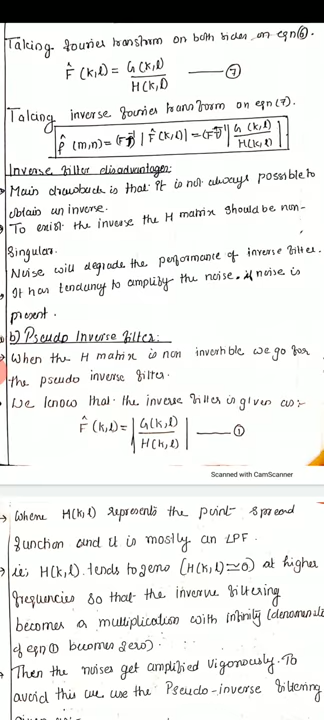 Taking fourier transform on both sides on eqn(6).
F̂(k,l) = G(k,l) / H(k,l) —— (7)
Taking inverse fourier transform on eqn(7).
f̂(m,n) = (FT)⁻¹ | F̂(k,l) | = (FT)⁻¹ | G(k,l) / H(k,l) |
Inverse filter disadvantages:
Main drawback is that it is not always possible to
obtain an inverse.
To exist the inverse the H matrix should be non-
singular.
Noise will degrade the performance of inverse filter.
It has tendancy to amplify the noise. if noise is
present.
b) Pseudo Inverse filter:
When the H matrix is non invertible we go for
the pseudo inverse filter.
We know that the inverse filter is given as:-
F̂(k,l) = | G(k,l) / H(k,l) | —— (1)
Scanned with CamScanner
→ where H(k,l) represents the point spread
function and it is mostly an LPF.
→ ie; H(k,l) tends to zero (H(k,l) ≃ 0) at higher
frequencies so that the inverse filtering
becomes a multiplication with infinity (denominato
of eqn (1) becomes zero).
→ Then the noises get amplified vigorously. To
avoid this we use the Pseudo-inverse filtering